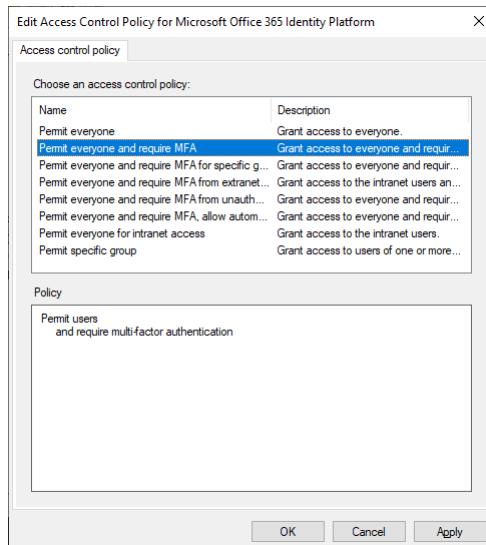 Edit Access Control Policy for Microsoft Office 365 Identity Platform
Access control policy
Choose an access control policy:
Name Description
Permit everyone Grant access to everyone.
Permit everyone and require MFA Grant access to everyone and requir...
Permit everyone and require MFA for specific g... Grant access to everyone and requir...
Permit everyone and require MFA from extranet... Grant access to the intranet users an...
Permit everyone and require MFA from unauth... Grant access to everyone and requir...
Permit everyone and require MFA, allow autom... Grant access to everyone and requir...
Permit everyone for intranet access Grant access to the intranet users.
Permit specific group Grant access to users of one or more...
Policy
Permit users
and require multi-factor authentication
OK Cancel Apply